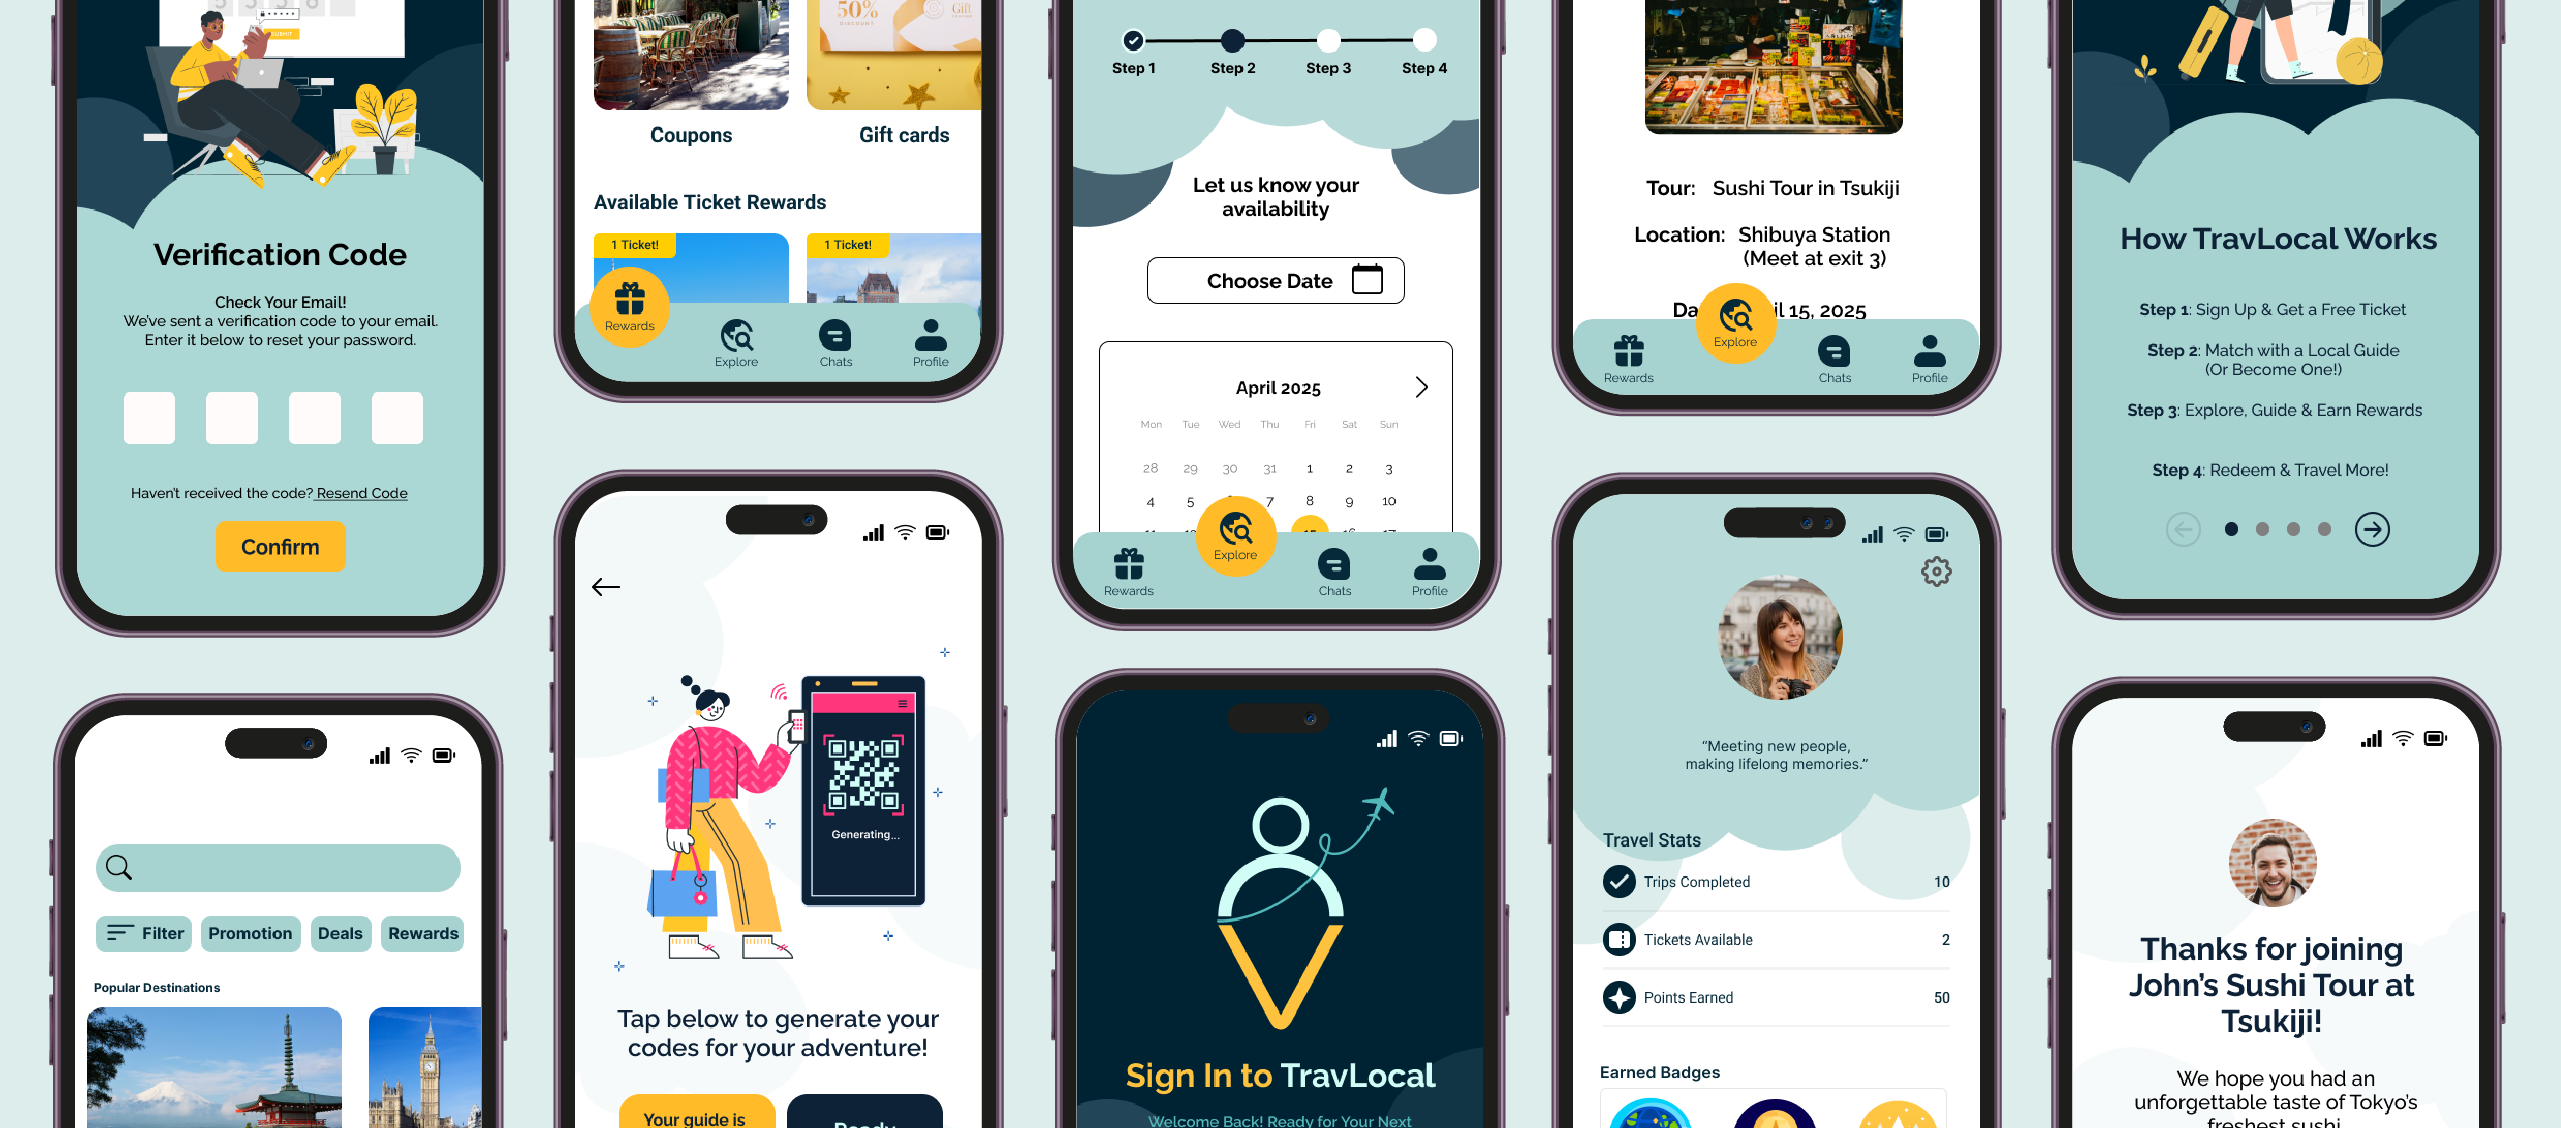 SUBMIT
Verification Code
Check Your Email!
We've sent a verification code to your email.
Enter it below to reset your password.
Haven't received the code? Resend Code
Confirm
Filter
Promotion
Deals
Rewards
Popular Destinations
50%
DISCOUNT
Gift
Coupons
Gift cards
Available Ticket Rewards
1 Ticket!
1 Ticket!
Rewards
Explore
Chats
Profile
Generating...
Tap below to generate your
codes for your adventure!
Your guide is
Ready
Step 1
Step 2
Step 3
Step 4
Let us know your
availability
Choose Date
April 2025
Mon Tue Wed Thu Fri Sat Sun
28 29 30 31 1 2 3
4 5 7 8 9 10
Rewards
Explore
Chats
Profile
Sign In to TravLocal
Welcome Back! Ready for Your Next
Tour: Sushi Tour in Tsukiji
Location: Shibuya Station
(Meet at exit 3)
15, 2025
Rewards
Explore
Chats
Profile
“Meeting new people,
making lifelong memories.”
Travel Stats
Trips Completed 10
Tickets Available 2
Points Earned 50
Earned Badges
How TravLocal Works
Step 1: Sign Up & Get a Free Ticket
Step 2: Match with a Local Guide
(Or Become One!)
Step 3: Explore, Guide & Earn Rewards
Step 4: Redeem & Travel More!
Thanks for joining
John's Sushi Tour at
Tsukiji!
We hope you had an
unforgettable taste of Tokyo's
freshest sushi